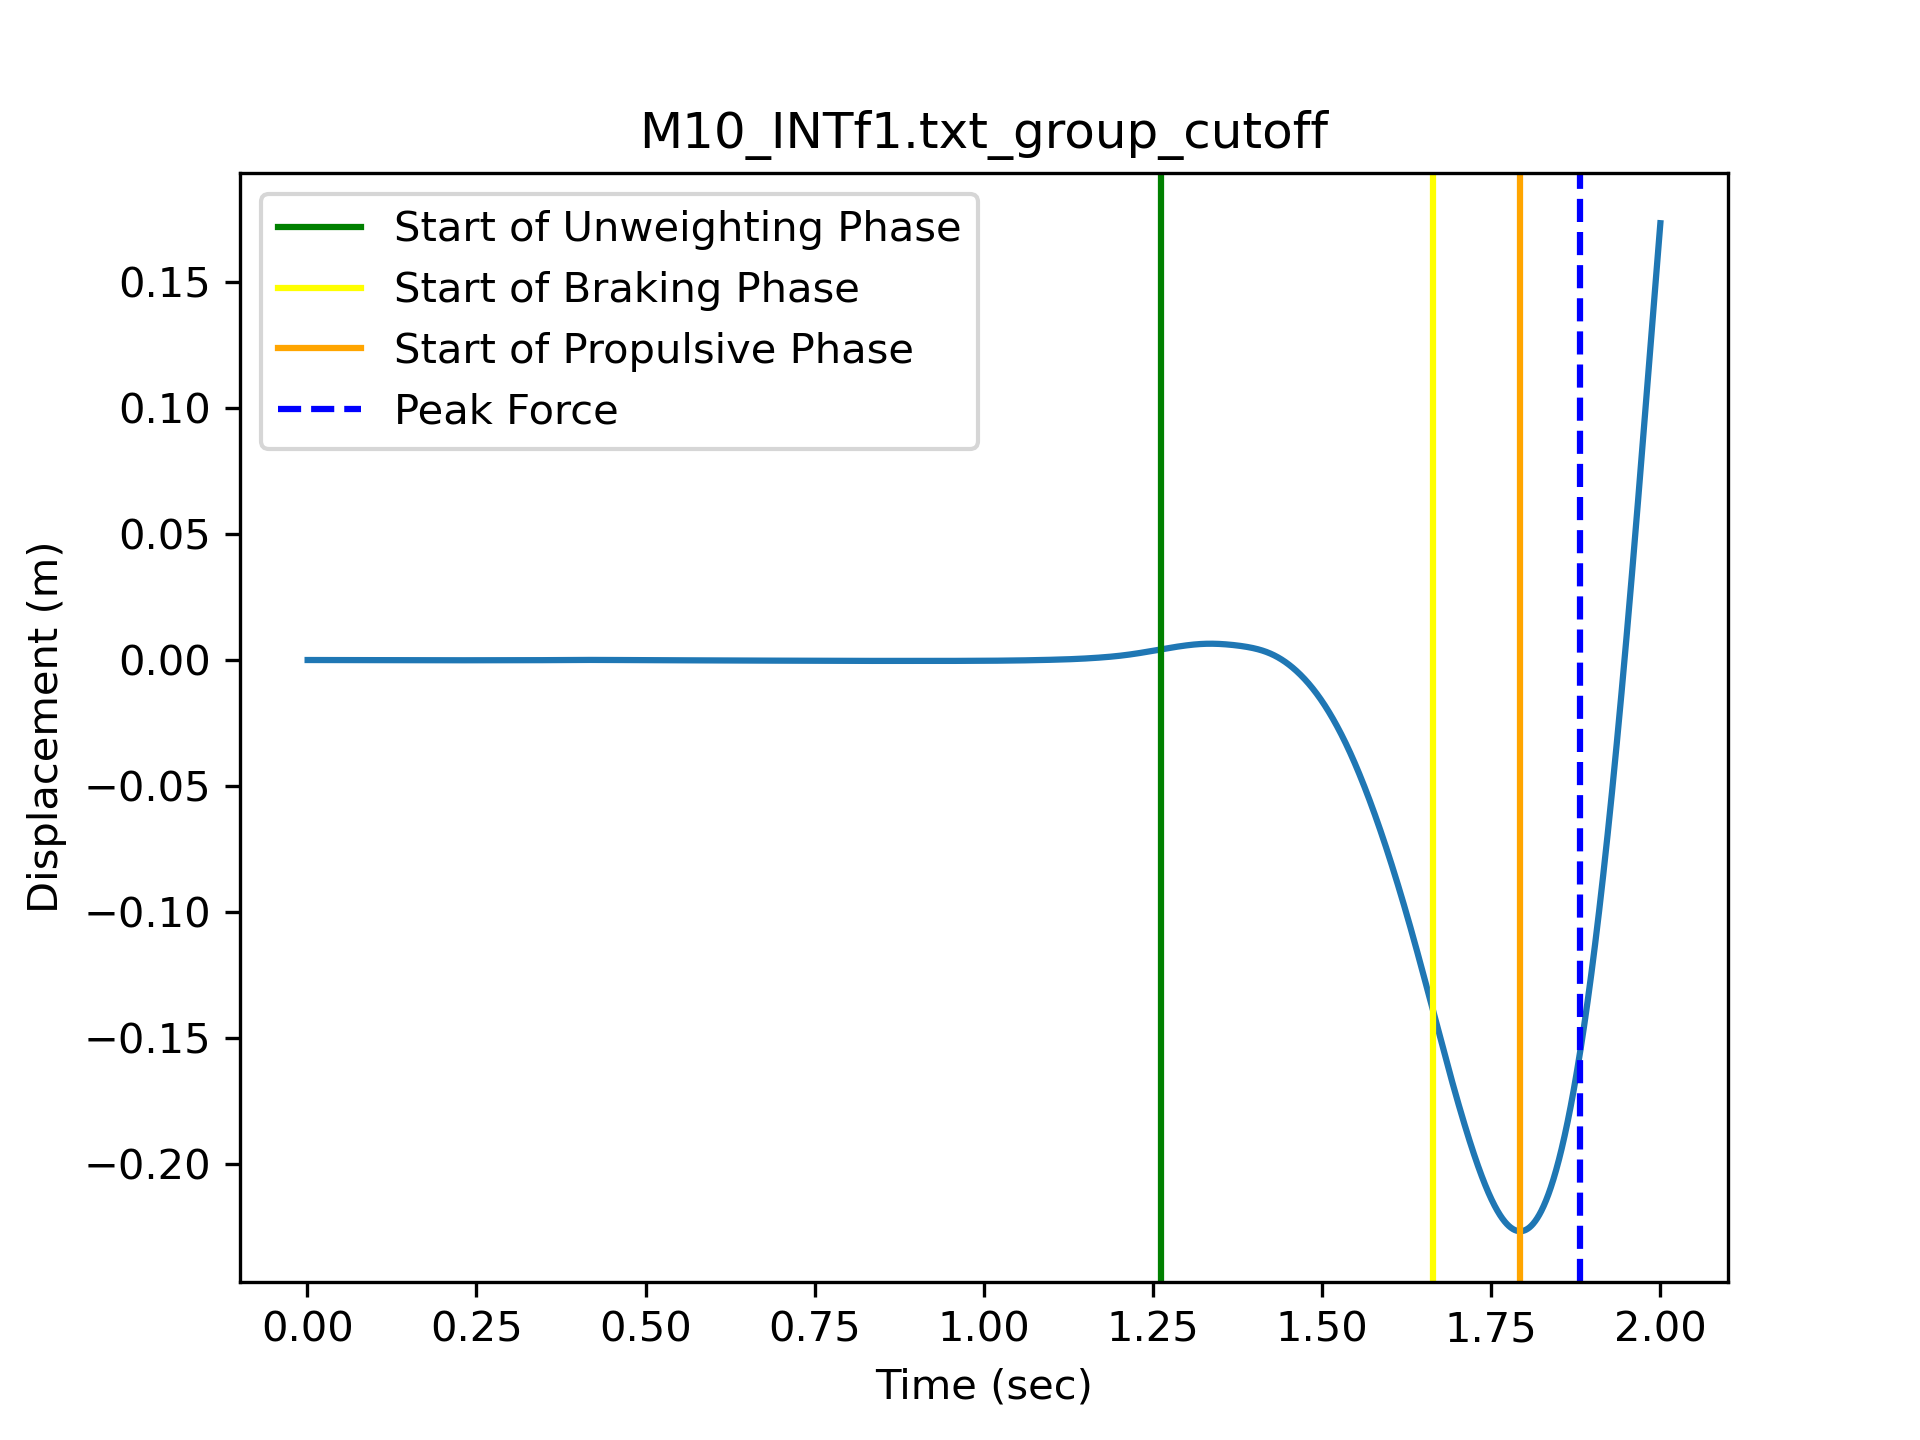 M10_INTf1.txt_group_cutoff
Start of Unweighting Phase
Start of Braking Phase
Start of Propulsive Phase
Peak Force
Displacement (m)
0.15
0.10
0.05
0.00
−0.05
−0.10
−0.15
−0.20
0.00 0.25 0.50 0.75 1.00 1.25 1.50 1.75 2.00
Time (sec)